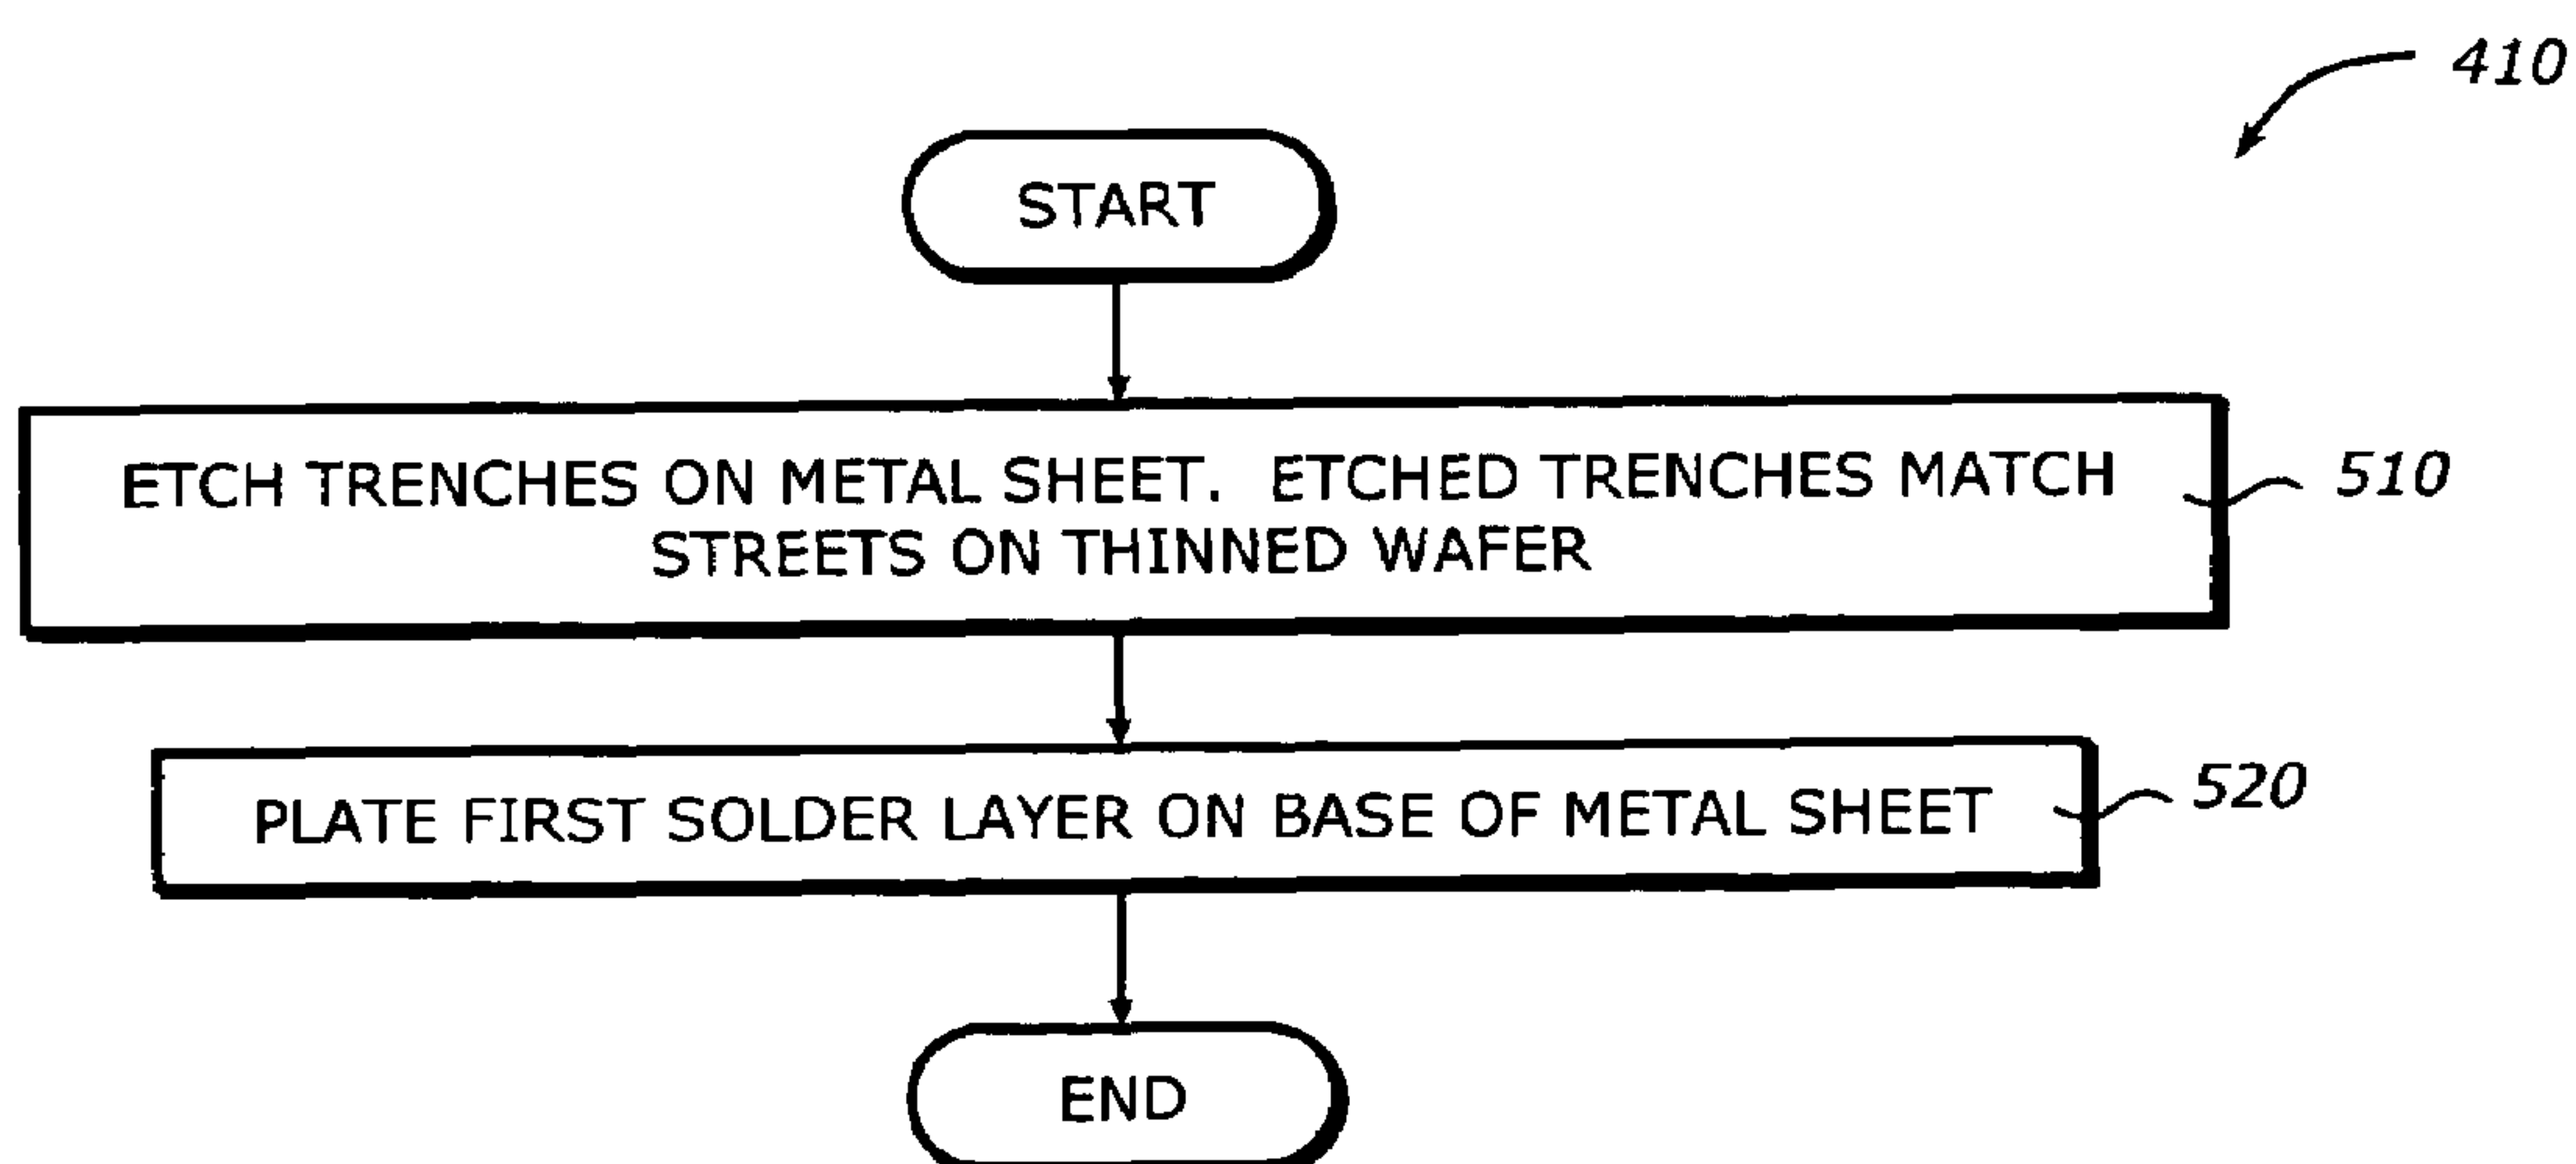 410
START
ETCH TRENCHES ON METAL SHEET. ETCHED TRENCHES MATCH
STREETS ON THINNED WAFER
510
PLATE FIRST SOLDER LAYER ON BASE OF METAL SHEET
520
END